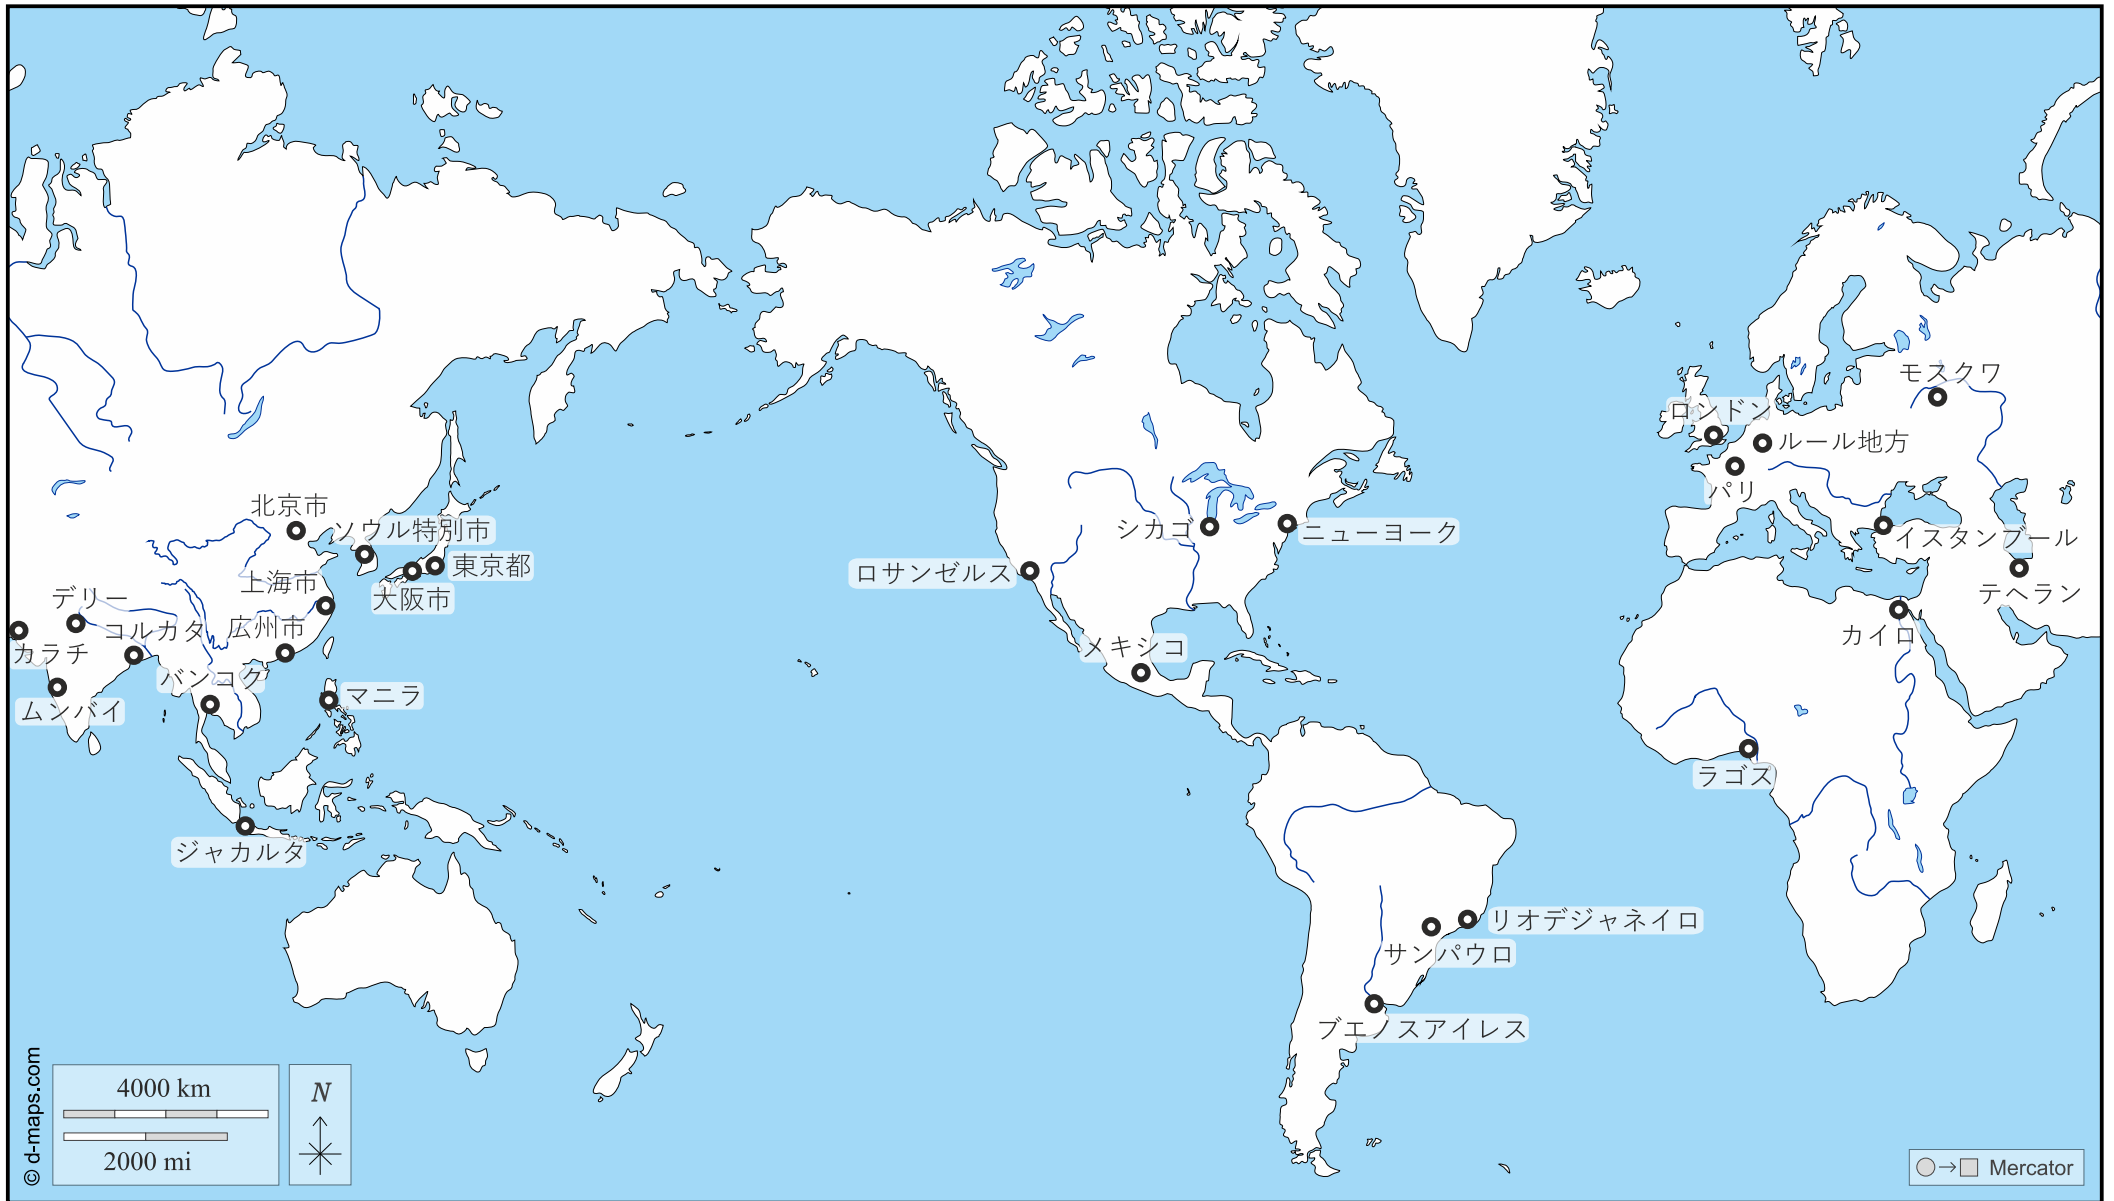 モスクワ
ロンドン
ルール地方
パリ
北京市
ソウル特別市
シカゴ
ニューヨーク
イスタンブール
東京都
ロサンゼルス
上海市
大阪市
テヘラン
デリー
コルカタ
広州市
カイロ
カラチ
メキシコ
バンコク
マニラ
ムンバイ
ラゴス
ジャカルタ
リオデジャネイロ
サンパウロ
ブエノスアイレス
4000 km
2000 mi
N
© d-maps.com
Mercator